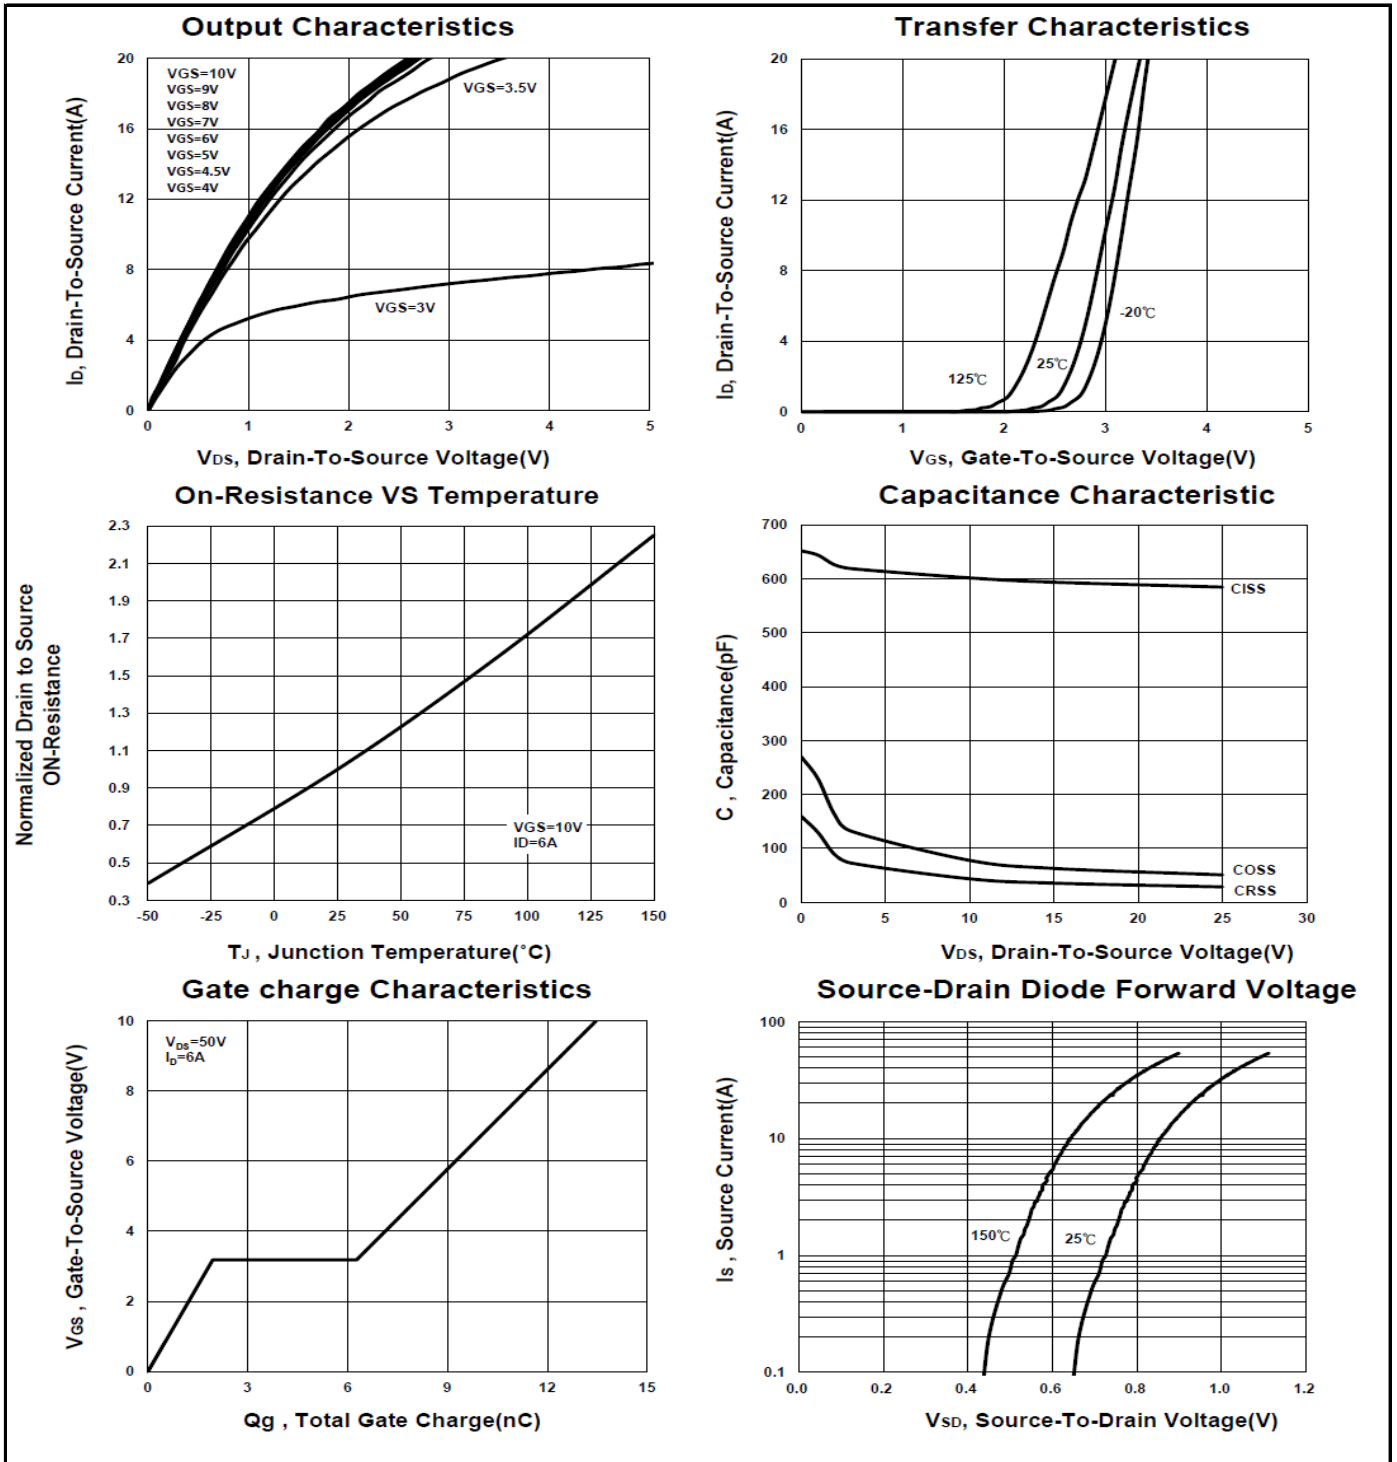 Output Characteristics
20
16
12
8
4
0
VGS=10V
VGS=9V
VGS=8V
VGS=7V
VGS=6V
VGS=5V
VGS=4.5V
VGS=4V
VGS=3.5V
VGS=3V
ID, Drain-To-Source Current(A)
0 1 2 3 4 5
VDS, Drain-To-Source Voltage(V)
Transfer Characteristics
20
16
12
8
4
0
125℃
25℃
-20℃
ID, Drain-To-Source Current(A)
0 1 2 3 4 5
VGS, Gate-To-Source Voltage(V)
On-Resistance VS Temperature
2.3
2.1
1.9
1.7
1.5
1.3
1.1
0.9
0.7
0.5
0.3
VGS=10V
ID=6A
Normalized Drain to Source
ON-Resistance
-50 -25 0 25 50 75 100 125 150
TJ , Junction Temperature(°C)
Capacitance Characteristic
700
600
500
400
300
200
100
0
CISS
COSS
CRSS
C , Capacitance(pF)
0 5 10 15 20 25 30
VDS, Drain-To-Source Voltage(V)
Gate charge Characteristics
10
8
6
4
2
0
VDS=50V
ID=6A
VGS , Gate-To-Source Voltage(V)
0 3 6 9 12 15
Qg , Total Gate Charge(nC)
Source-Drain Diode Forward Voltage
100
10
1
0.1
150℃
25℃
IS , Source Current(A)
0.0 0.2 0.4 0.6 0.8 1.0 1.2
VSD, Source-To-Drain Voltage(V)